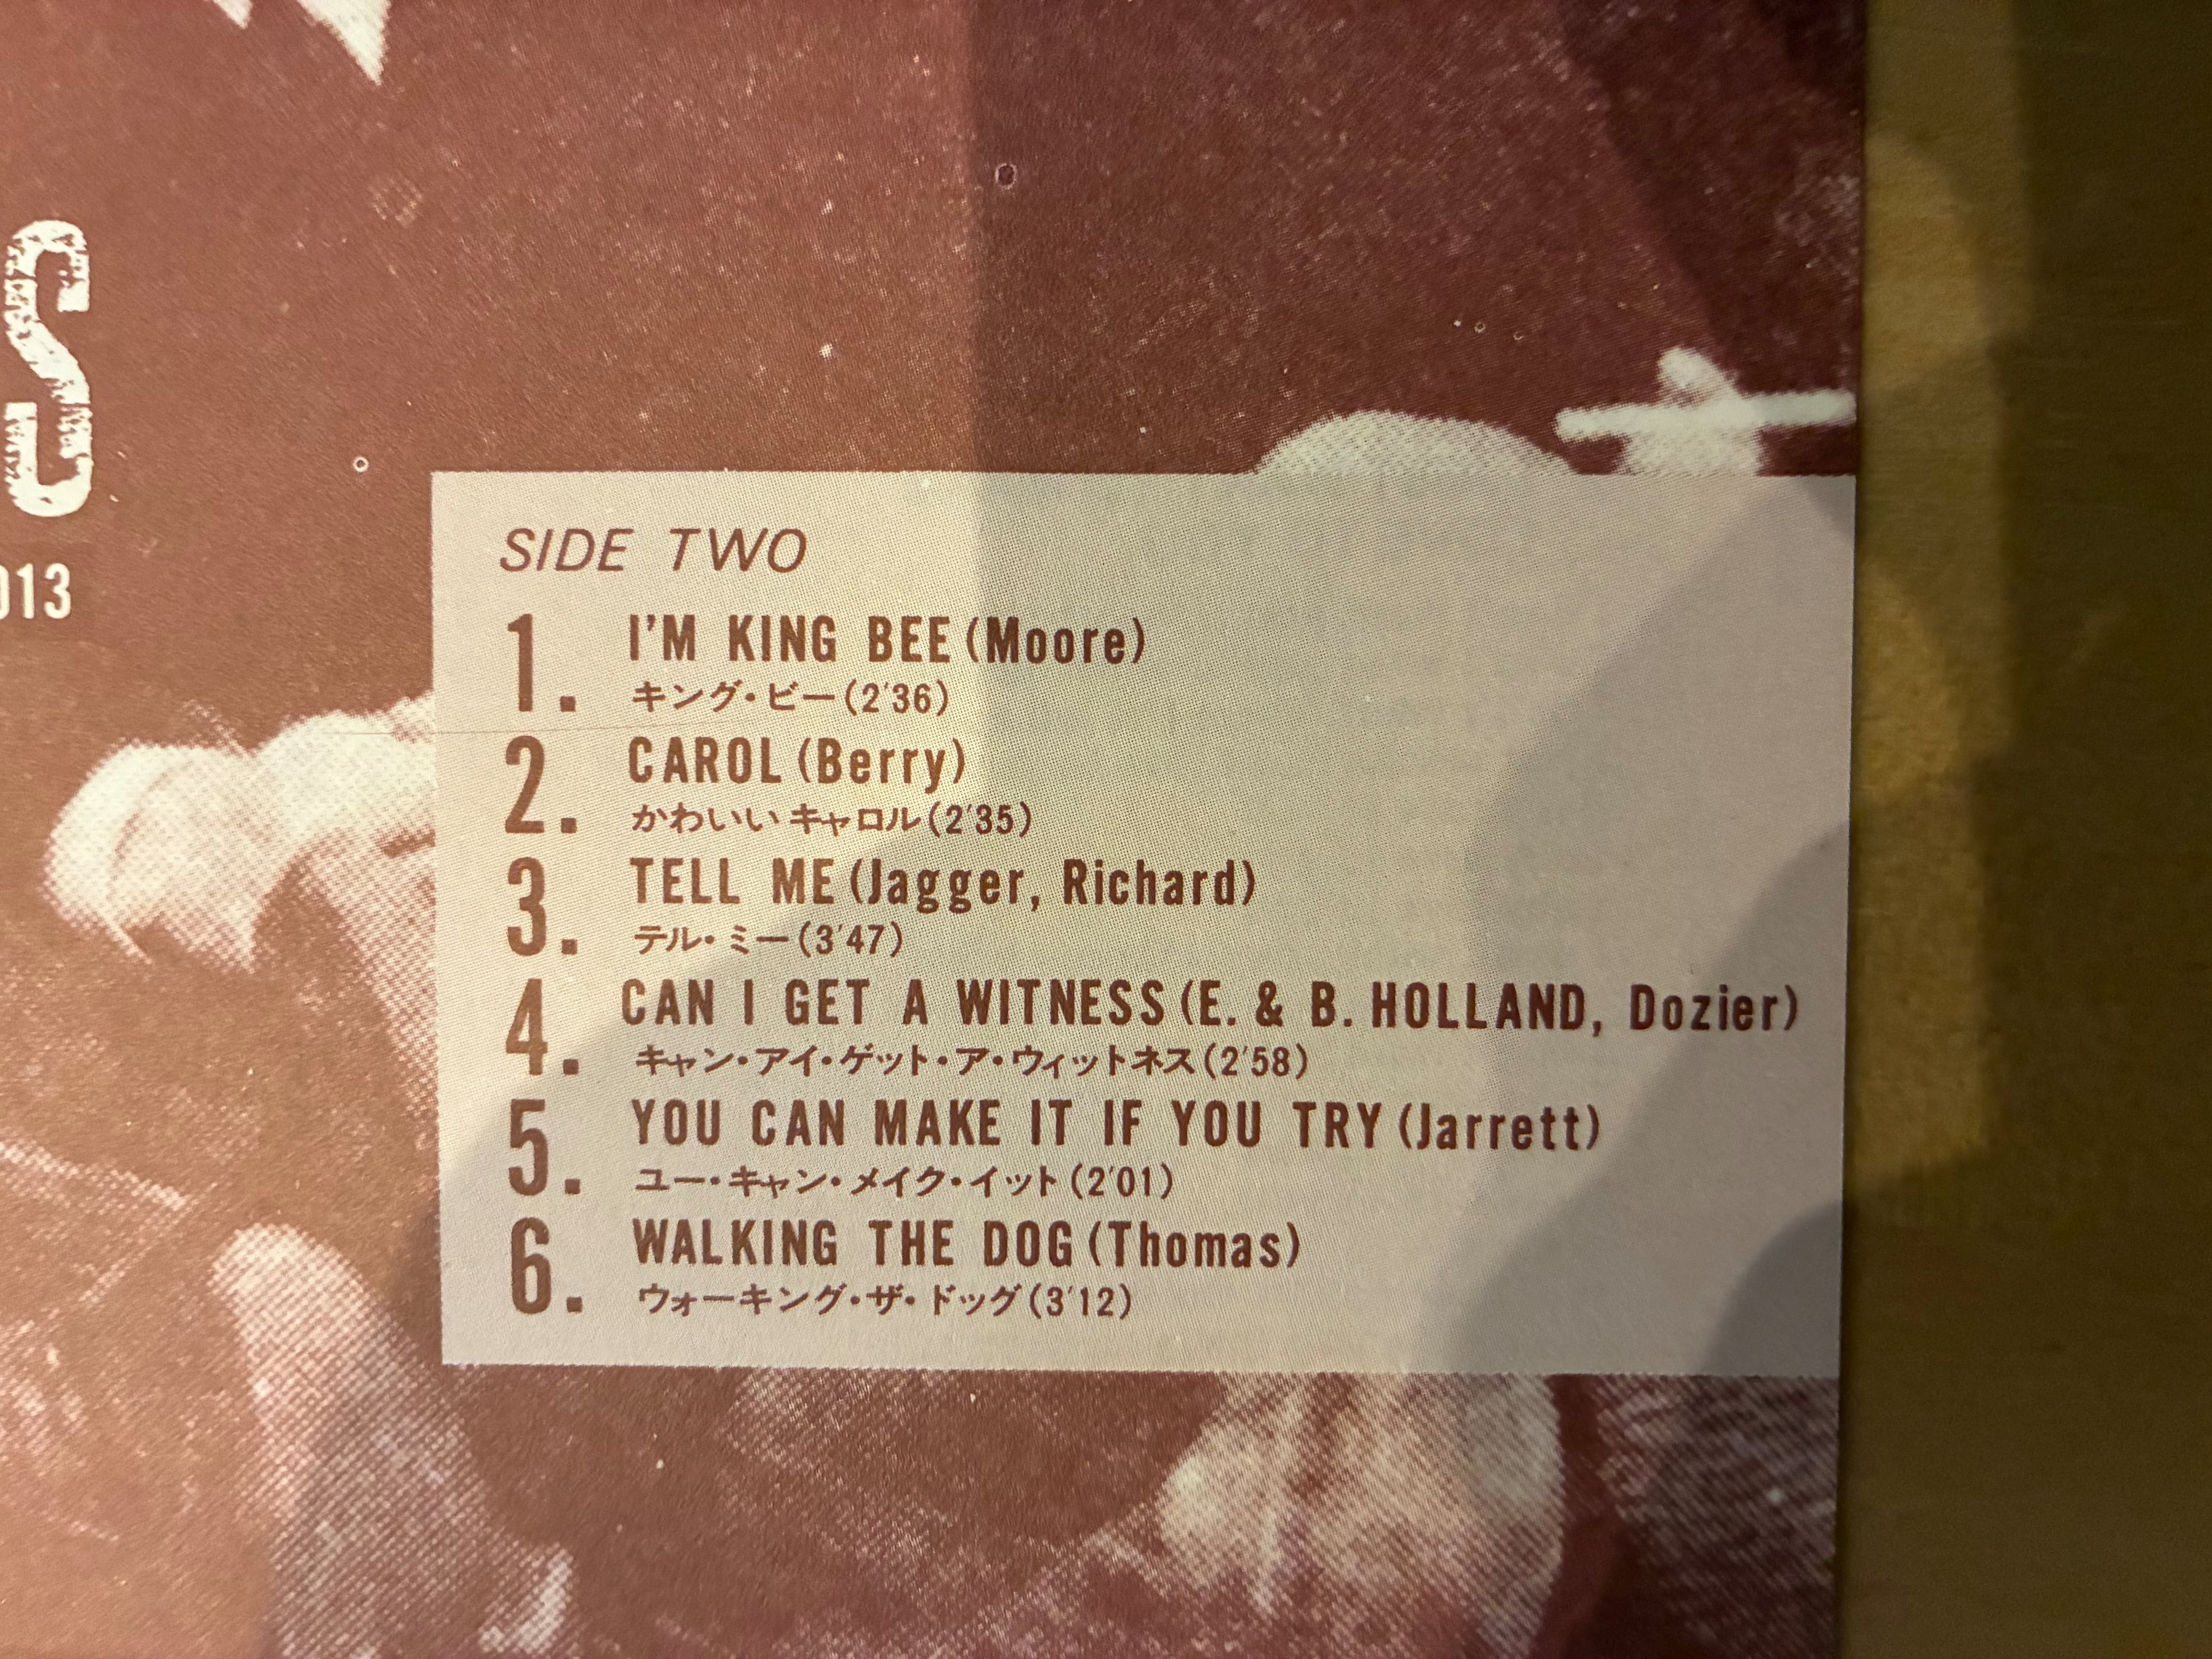 S
013
SIDE TWO
1. I'M KING BEE (Moore)
キング・ビー(2'36)
2. CAROL (Berry)
かわいいキャロル(2'35)
3. TELL ME (Jagger, Richard)
テル・ミー(3'47)
4. CAN I GET A WITNESS (E. & B. HOLLAND, Dozier)
キャン・アイ・ゲット・ア・ウィットネス(2'58)
5. YOU CAN MAKE IT IF YOU TRY (Jarrett)
ユー・キャン・メイク・イット(2'01)
6. WALKING THE DOG (Thomas)
ウォーキング・ザ・ドッグ(3'12)